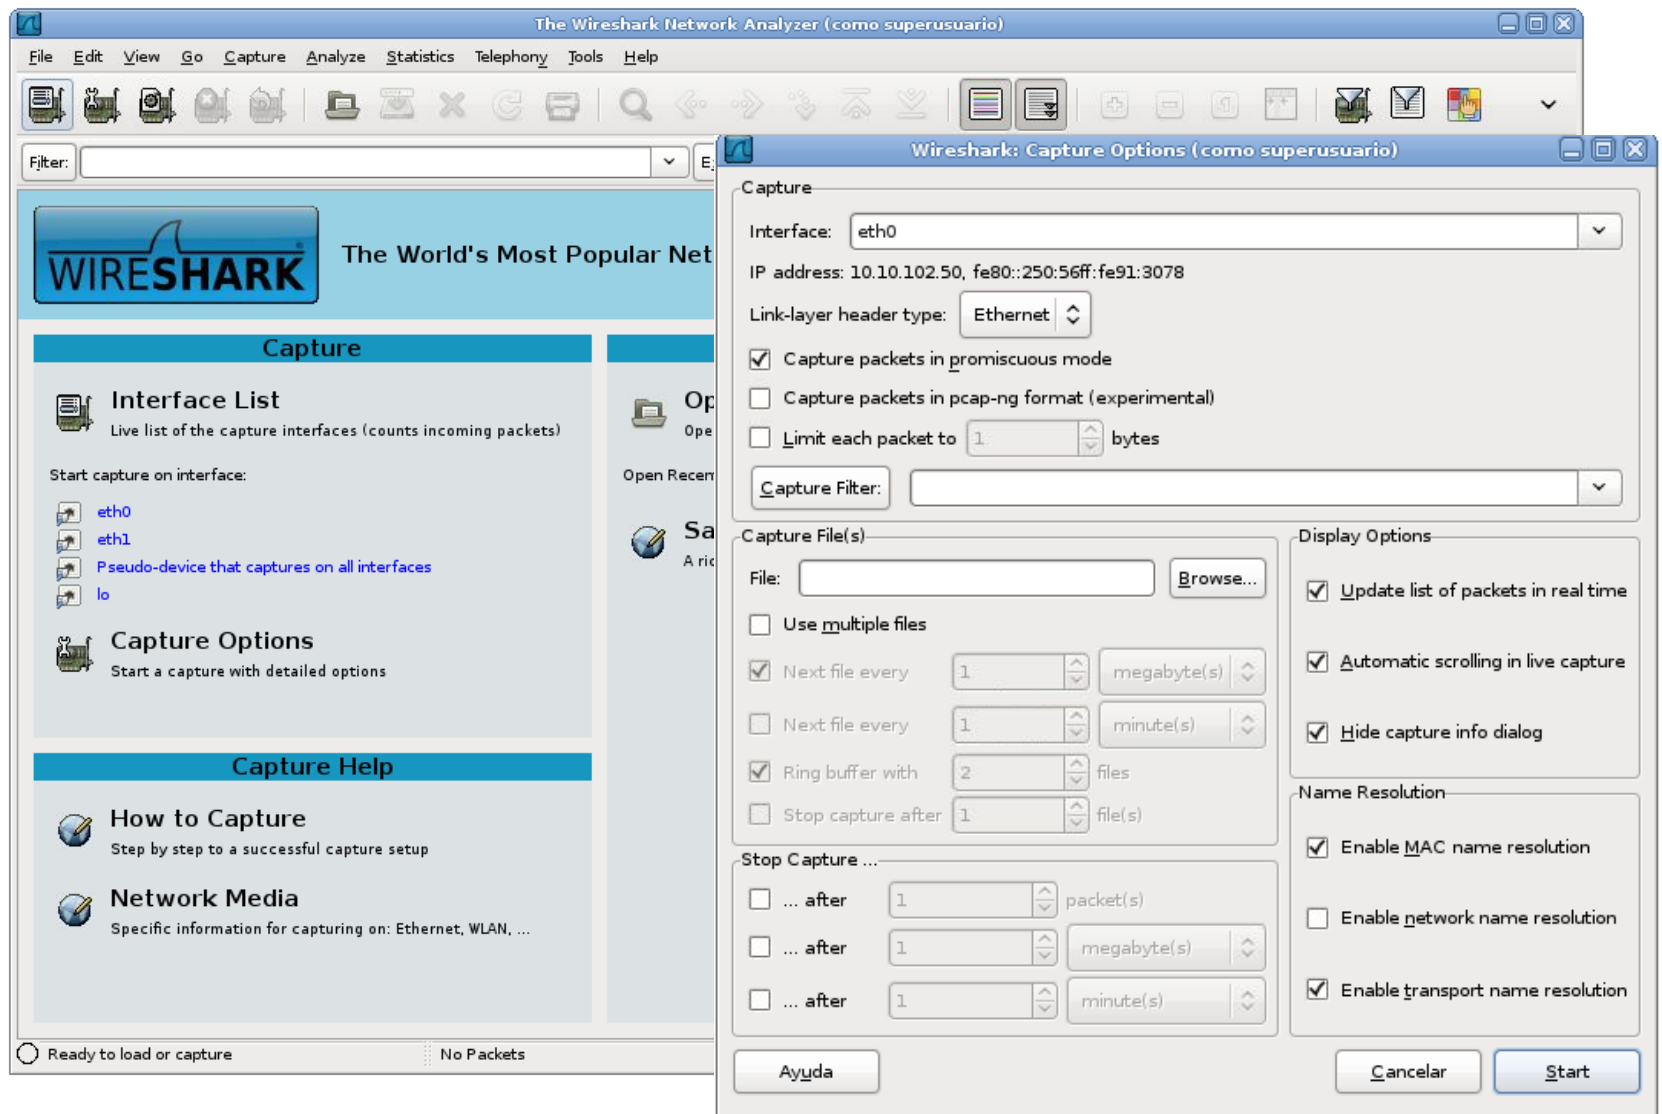 The Wireshark Network Analyzer (como superusuario)
File Edit View Go Capture Analyze Statistics Telephony Tools Help
Filter:
WIRESHARK
The World's Most Popular Net
Capture
Interface List
Live list of the capture interfaces (counts incoming packets)
Start capture on interface:
eth0
eth1
Pseudo-device that captures on all interfaces
lo
Capture Options
Start a capture with detailed options
Capture Help
How to Capture
Step by step to a successful capture setup
Network Media
Specific information for capturing on: Ethernet, WLAN, ...
Op
Ope
Open Recen
Sa
A ric
Ready to load or capture
No Packets
Wireshark: Capture Options (como superusuario)
Capture
Interface: eth0
IP address: 10.10.102.50, fe80::250:56ff:fe91:3078
Link-layer header type: Ethernet
Capture packets in promiscuous mode
Capture packets in pcap-ng format (experimental)
Limit each packet to 1 bytes
Capture Filter:
Capture File(s)
File: Browse...
Use multiple files
Next file every 1 megabyte(s)
Next file every 1 minute(s)
Ring buffer with 2 files
Stop capture after 1 file(s)
Stop Capture ...
... after 1 packet(s)
... after 1 megabyte(s)
... after 1 minute(s)
Display Options
Update list of packets in real time
Automatic scrolling in live capture
Hide capture info dialog
Name Resolution
Enable MAC name resolution
Enable network name resolution
Enable transport name resolution
Ayuda Cancelar Start